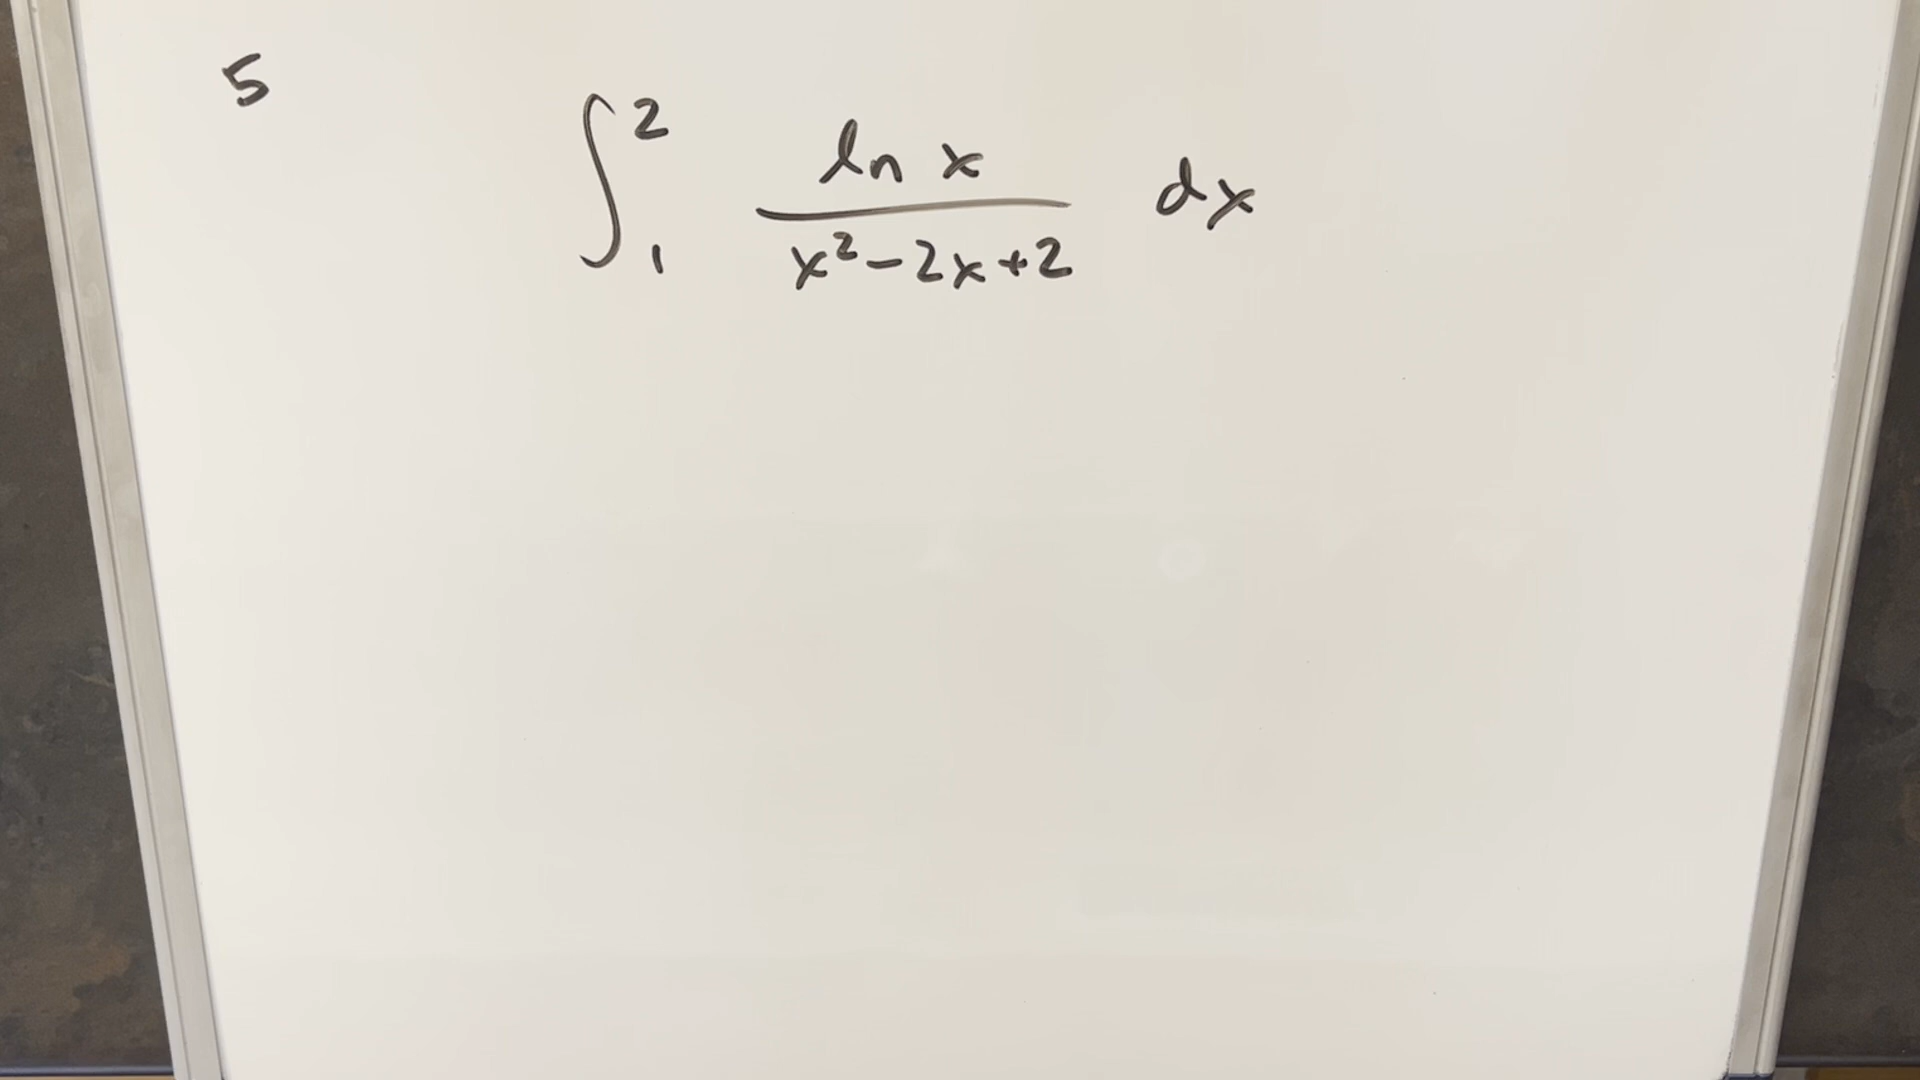 5
∫₁² ln x / (x² - 2x + 2) dx